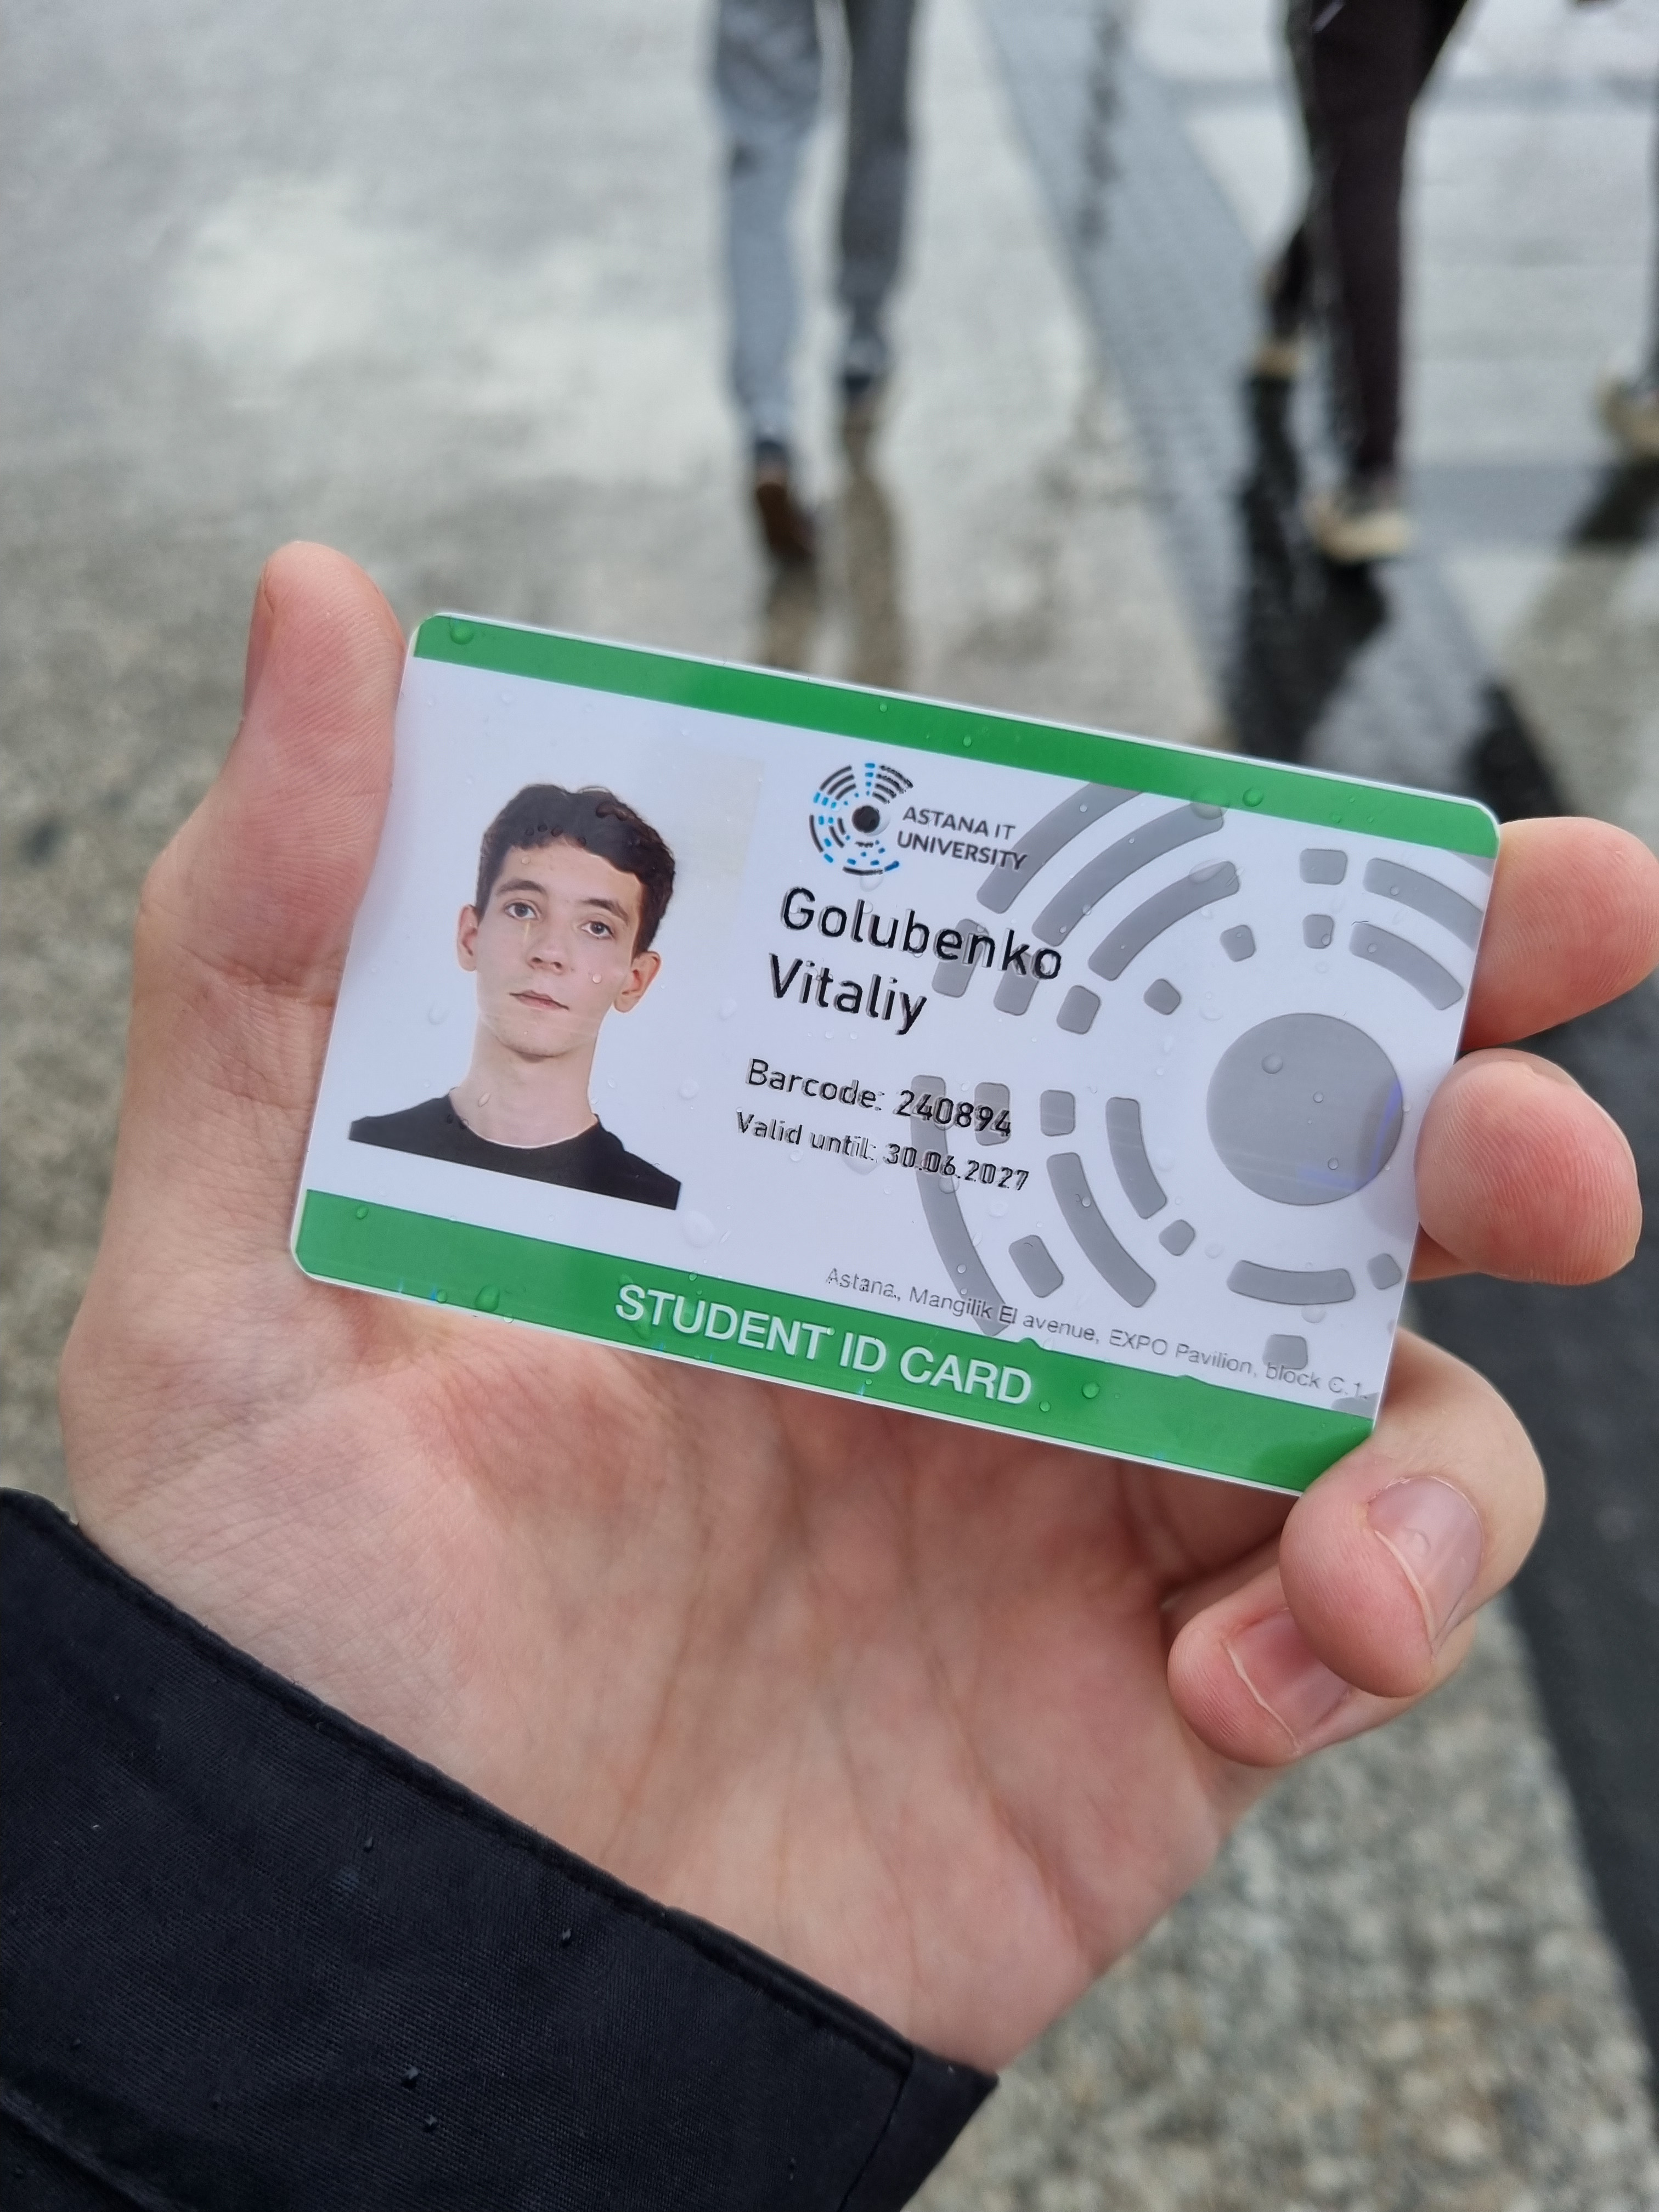 ASTANA IT
UNIVERSITY
Golubenko
Vitaliy
Barcode: 240894
Valid until: 30.06.2027
Astana, Mangilik El avenue, EXPO Pavilion, block C.1.
STUDENT ID CARD